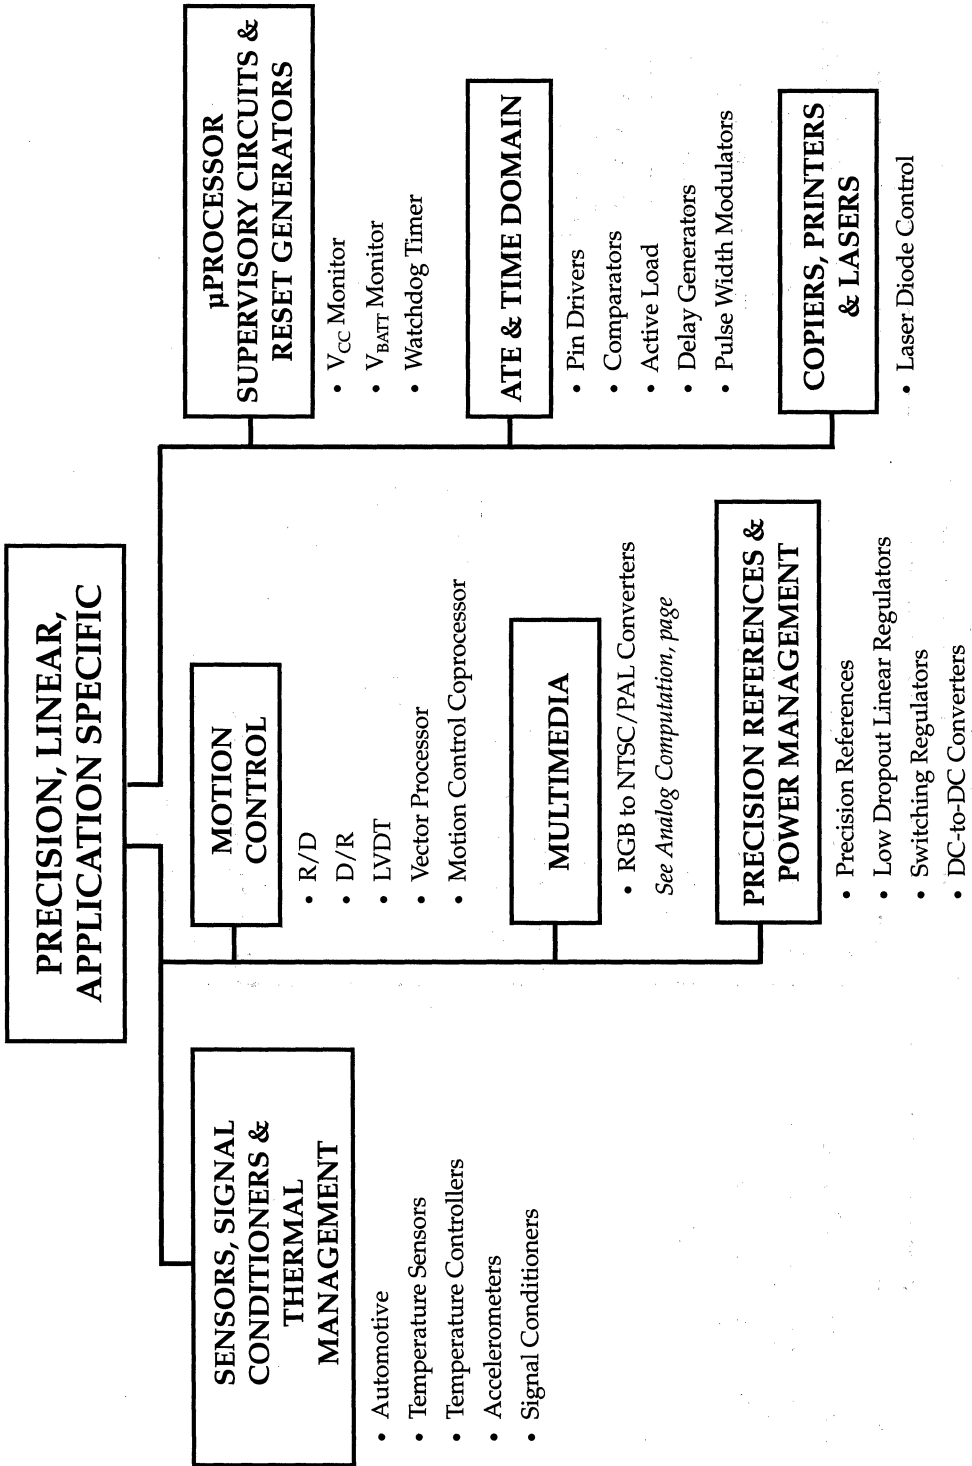 PRECISION, LINEAR,
APPLICATION SPECIFIC
SENSORS, SIGNAL
CONDITIONERS &
THERMAL
MANAGEMENT
• Automotive
• Temperature Sensors
• Temperature Controllers
• Accelerometers
• Signal Conditioners
MOTION
CONTROL
• R/D
• D/R
• LVDT
• Vector Processor
• Motion Control Coprocessor
MULTIMEDIA
• RGB to NTSC/PAL Converters
See Analog Computation, page
PRECISION REFERENCES &
POWER MANAGEMENT
• Precision References
• Low Dropout Linear Regulators
• Switching Regulators
• DC-to-DC Converters
µPROCESSOR
SUPERVISORY CIRCUITS &
RESET GENERATORS
• VCC Monitor
• VBATT Monitor
• Watchdog Timer
ATE & TIME DOMAIN
• Pin Drivers
• Comparators
• Active Load
• Delay Generators
• Pulse Width Modulators
COPIERS, PRINTERS
& LASERS
• Laser Diode Control